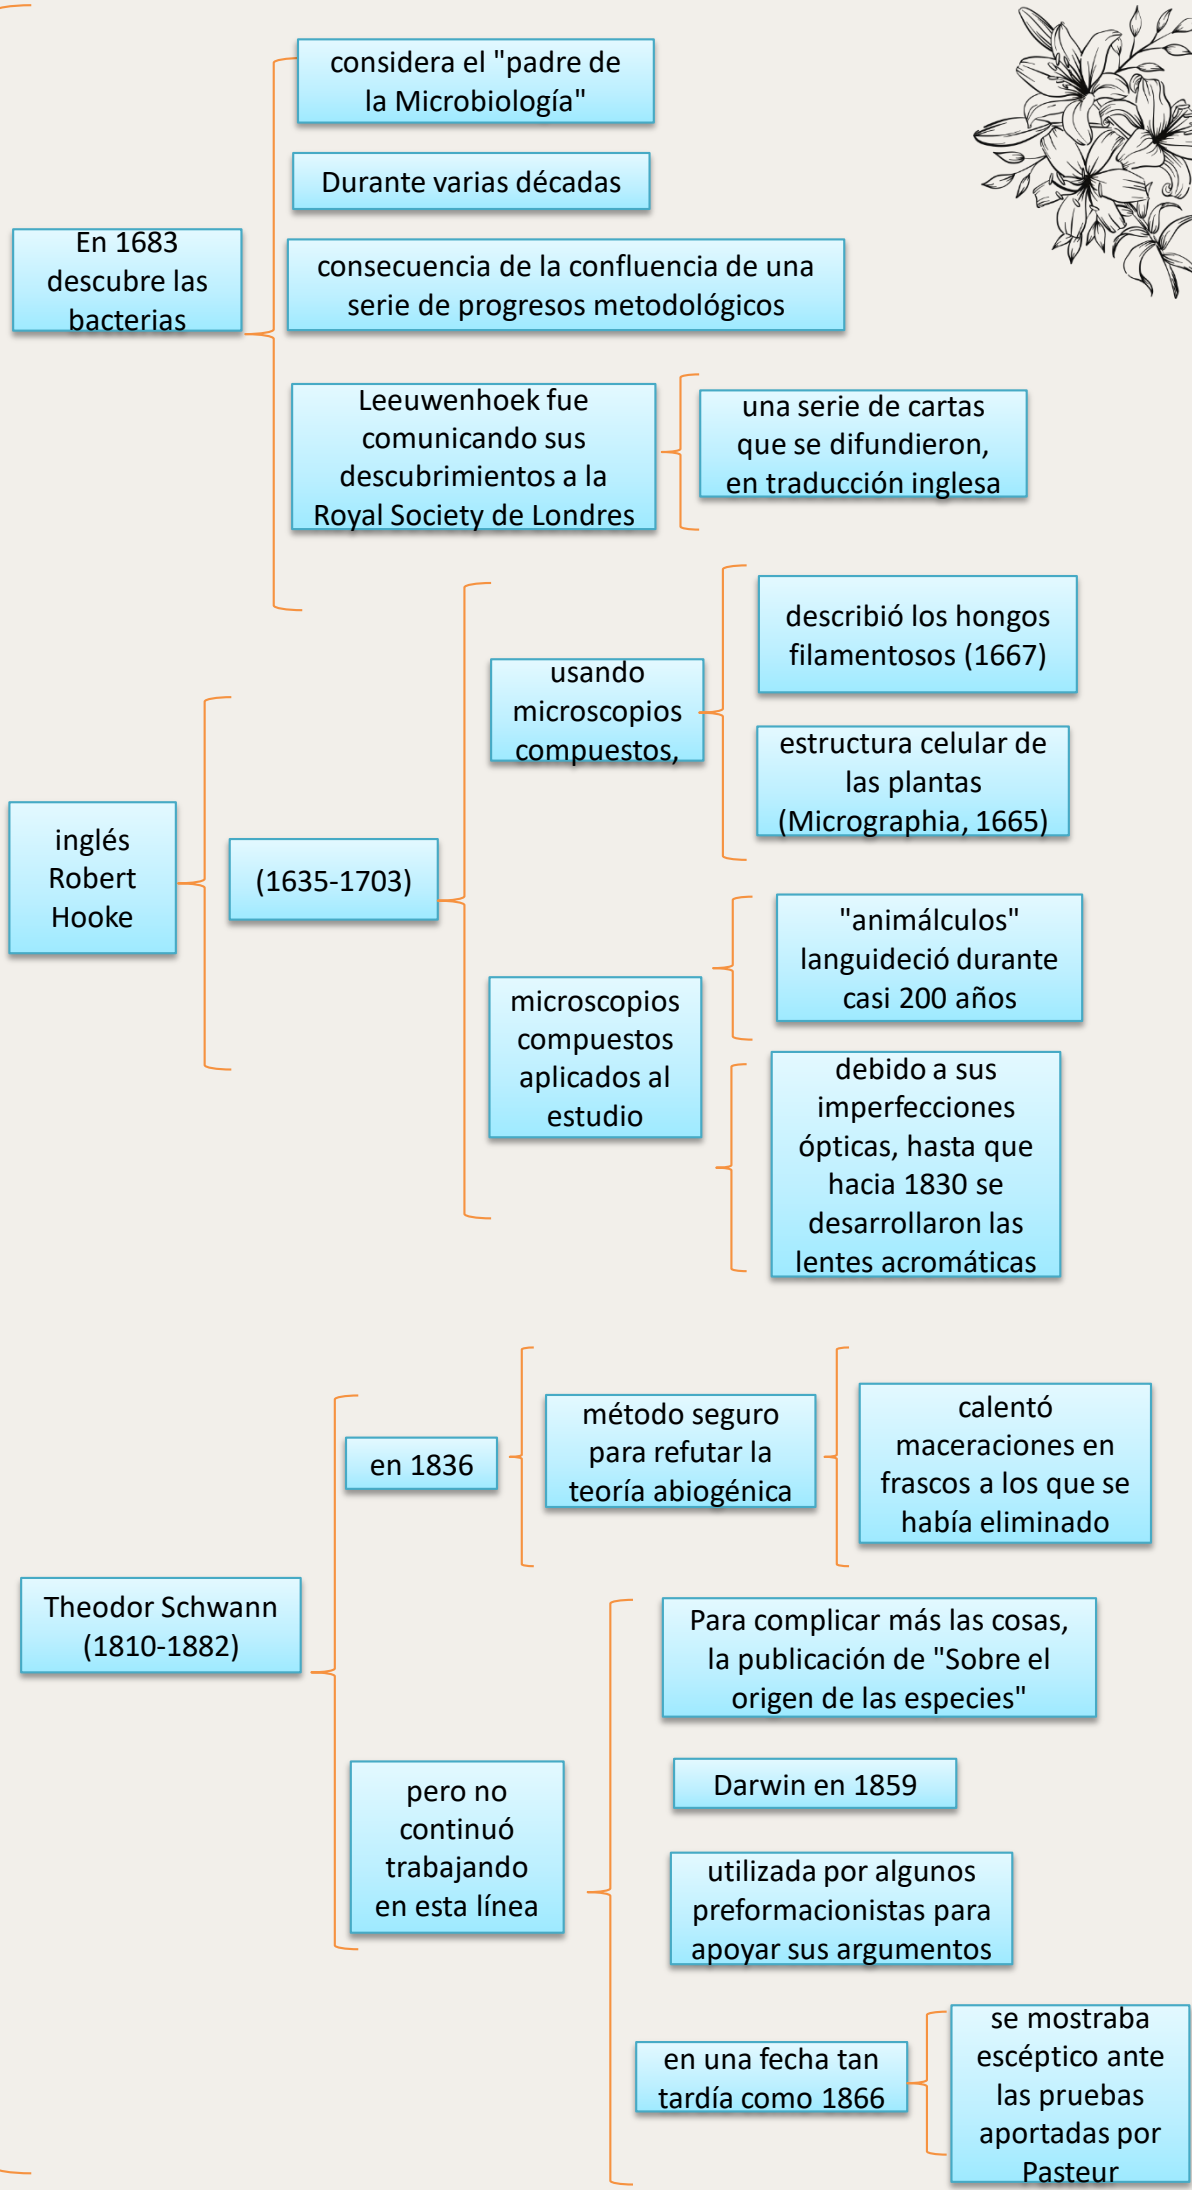 considera el "padre de
la Microbiología"
Durante varias décadas
En 1683
descubre las
bacterias
consecuencia de la confluencia de una
serie de progresos metodológicos
Leeuwenhoek fue
comunicando sus
descubrimientos a la
Royal Society de Londres
una serie de cartas
que se difundieron,
en traducción inglesa
inglés
Robert
Hooke
(1635-1703)
usando
microscopios
compuestos,
describió los hongos
filamentosos (1667)
estructura celular de
las plantas
(Micrographia, 1665)
microscopios
compuestos
aplicados al
estudio
"animálculos"
languideció durante
casi 200 años
debido a sus
imperfecciones
ópticas, hasta que
hacia 1830 se
desarrollaron las
lentes acromáticas
Theodor Schwann
(1810-1882)
en 1836
método seguro
para refutar la
teoría abiogénica
calentó
maceraciones en
frascos a los que se
había eliminado
pero no
continuó
trabajando
en esta línea
Para complicar más las cosas,
la publicación de "Sobre el
origen de las especies"
Darwin en 1859
utilizada por algunos
preformacionistas para
apoyar sus argumentos
en una fecha tan
tardía como 1866
se mostraba
escéptico ante
las pruebas
aportadas por
Pasteur